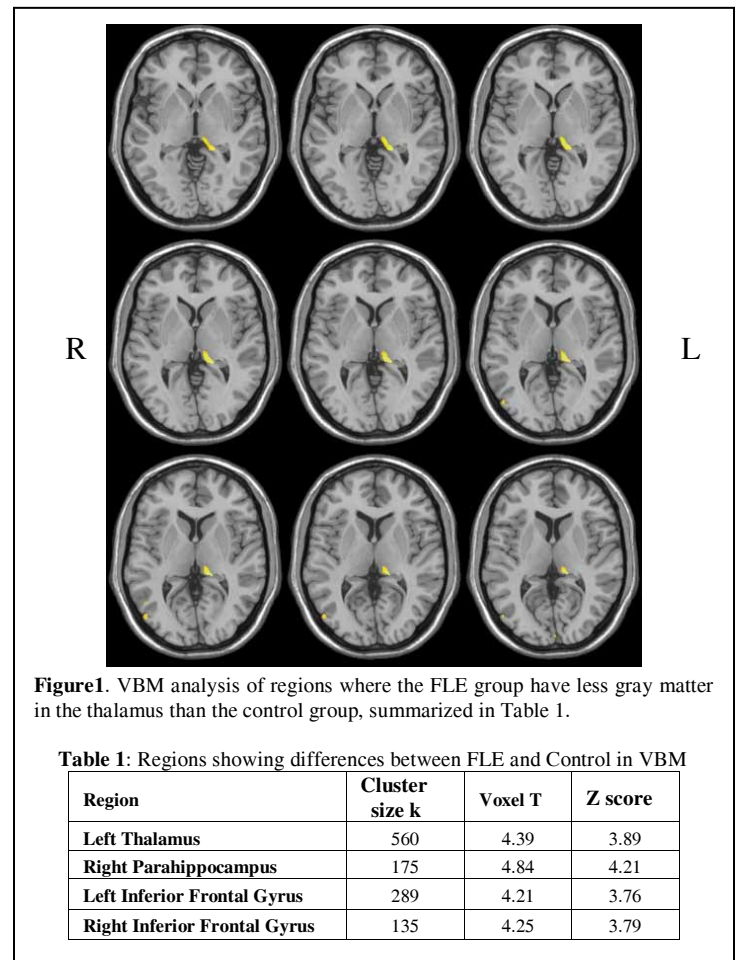 R
L
Figure1. VBM analysis of regions where the FLE group have less gray matter
in the thalamus than the control group, summarized in Table 1.
Table 1: Regions showing differences between FLE and Control in VBM
Region Cluster size k Voxel T Z score
Left Thalamus 560 4.39 3.89
Right Parahippocampus 175 4.84 4.21
Left Inferior Frontal Gyrus 289 4.21 3.76
Right Inferior Frontal Gyrus 135 4.25 3.79